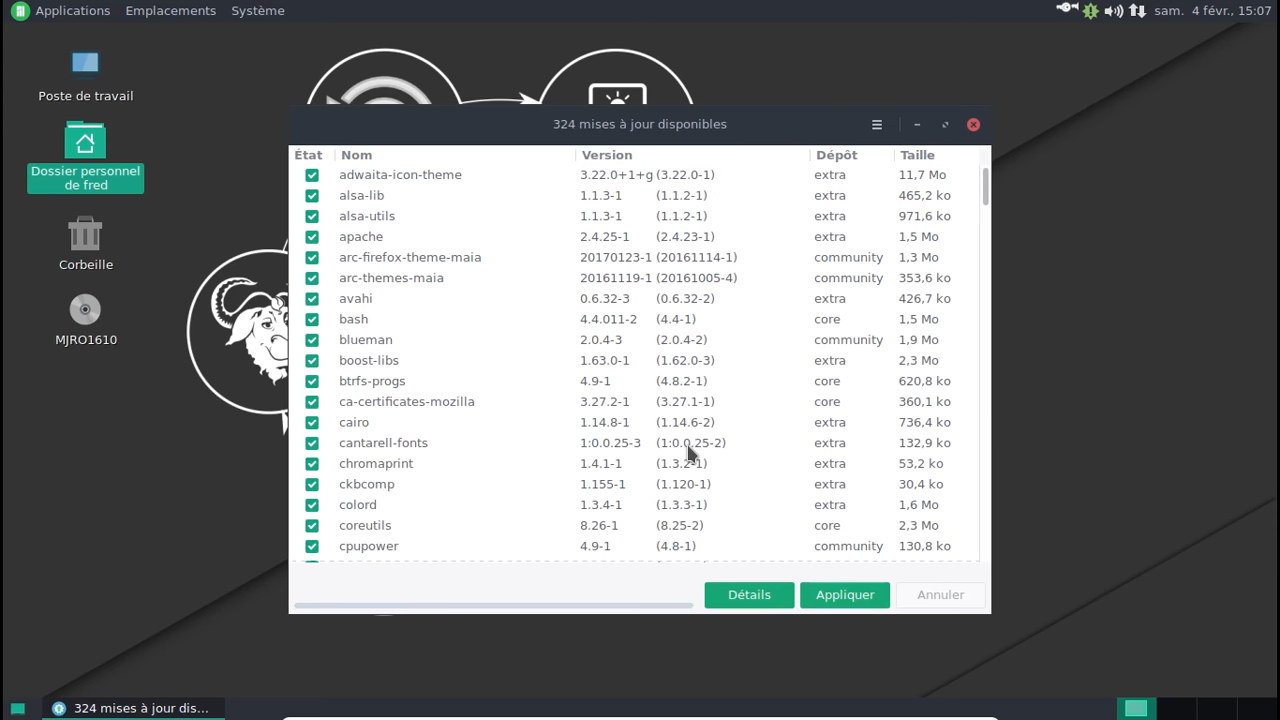 Applications Emplacements Système sam. 4 févr., 15:07
Poste de travail
Dossier personnel
de fred
Corbeille
MJRO1610
324 mises à jour disponibles
État Nom Version Dépôt Taille
adwaita-icon-theme 3.22.0+1+g (3.22.0-1) extra 11,7 Mo
alsa-lib 1.1.3-1 (1.1.2-1) extra 465,2 ko
alsa-utils 1.1.3-1 (1.1.2-1) extra 971,6 ko
apache 2.4.25-1 (2.4.23-1) extra 1,5 Mo
arc-firefox-theme-maia 20170123-1 (20161114-1) community 1,3 Mo
arc-themes-maia 20161119-1 (20161005-4) community 353,6 ko
avahi 0.6.32-3 (0.6.32-2) extra 426,7 ko
bash 4.4.011-2 (4.4-1) core 1,5 Mo
blueman 2.0.4-3 (2.0.4-2) community 1,9 Mo
boost-libs 1.63.0-1 (1.62.0-3) extra 2,3 Mo
btrfs-progs 4.9-1 (4.8.2-1) core 620,8 ko
ca-certificates-mozilla 3.27.2-1 (3.27.1-1) core 360,1 ko
cairo 1.14.8-1 (1.14.6-2) extra 736,4 ko
cantarell-fonts 1:0.0.25-3 (1:0.0.25-2) extra 132,9 ko
chromaprint 1.4.1-1 (1.3.2-1) extra 53,2 ko
ckbcomp 1.155-1 (1.120-1) extra 30,4 ko
colord 1.3.4-1 (1.3.3-1) extra 1,6 Mo
coreutils 8.26-1 (8.25-2) core 2,3 Mo
cpupower 4.9-1 (4.8-1) community 130,8 ko
Détails Appliquer Annuler
324 mises à jour dis...